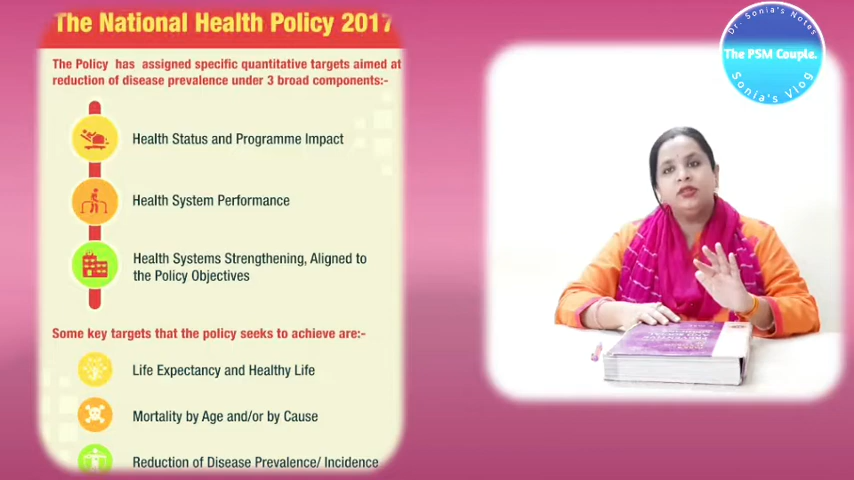 The National Health Policy 2017
The Policy has assigned specific quantitative targets aimed at
reduction of disease prevalence under 3 broad components:-
Health Status and Programme Impact
Health System Performance
Health Systems Strengthening, Aligned to
the Policy Objectives
Some key targets that the policy seeks to achieve are:-
Life Expectancy and Healthy Life
Mortality by Age and/or by Cause
Reduction of Disease Prevalence/ Incidence
Dr. Sonia's Notes
The PSM Couple.
Sonia's Vlog